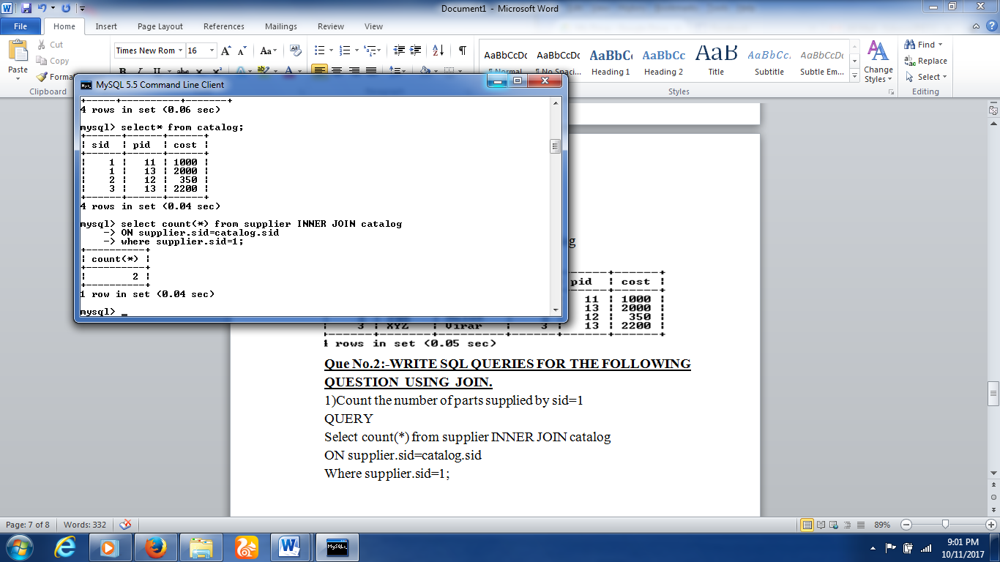 Document1 - Microsoft Word
File Home Insert Page Layout References Mailings Review View
Paste
Cut
Copy
Forma
Clipboard
Times New Rom 16
AaBbCcDc AaBbCcDc AaBbCc AaBbCc AaB AaBbCc. AaBbCcDc
¶ Normal ¶ No Spaci... Heading 1 Heading 2 Title Subtitle Subtle Em...
Change Styles
Styles
Find
Replace
Select
Editing
MySQL 5.5 Command Line Client
+-----+----------+--------+
4 rows in set (0.06 sec)
mysql> select* from catalog;
+------+------+------+
| sid | pid | cost |
+------+------+------+
| 1 | 11 | 1000 |
| 1 | 13 | 2000 |
| 2 | 12 | 350 |
| 3 | 13 | 2200 |
+------+------+------+
4 rows in set (0.04 sec)
mysql> select count(*) from supplier INNER JOIN catalog
-> ON supplier.sid=catalog.sid
-> where supplier.sid=1;
+----------+
| count(*) |
+----------+
| 2 |
+----------+
1 row in set (0.04 sec)
mysql> _
g
pid | cost |
11 | 1000 |
13 | 2000 |
12 | 350 |
3 | XYZ | Virar | 3 | 13 | 2200 |
4 rows in set (0.05 sec)
Que No.2:-WRITE SQL QUERIES FOR THE FOLLOWING
QUESTION USING JOIN.
1)Count the number of parts supplied by sid=1
QUERY
Select count(*) from supplier INNER JOIN catalog
ON supplier.sid=catalog.sid
Where supplier.sid=1;
Page: 7 of 8 Words: 332 89%
9:01 PM
10/11/2017